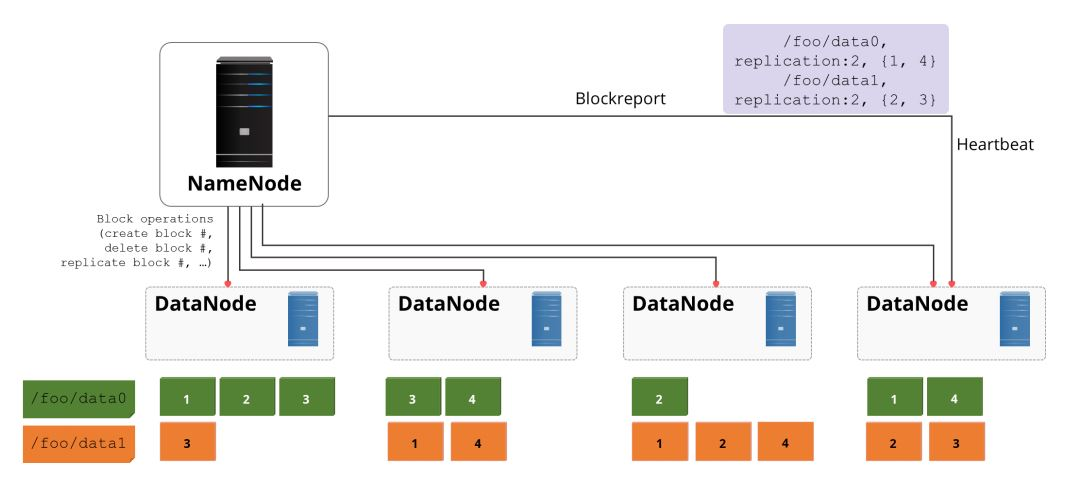 /foo/data0,
replication:2, {1, 4}
/foo/data1,
replication:2, {2, 3}
Blockreport
Heartbeat
NameNode
Block operations
(create block #,
delete block #,
replicate block #, …)
DataNode
DataNode
DataNode
DataNode
/foo/data0
1 2 3
3 4
2
1 4
/foo/data1
3
1 4
1 2 4
2 3